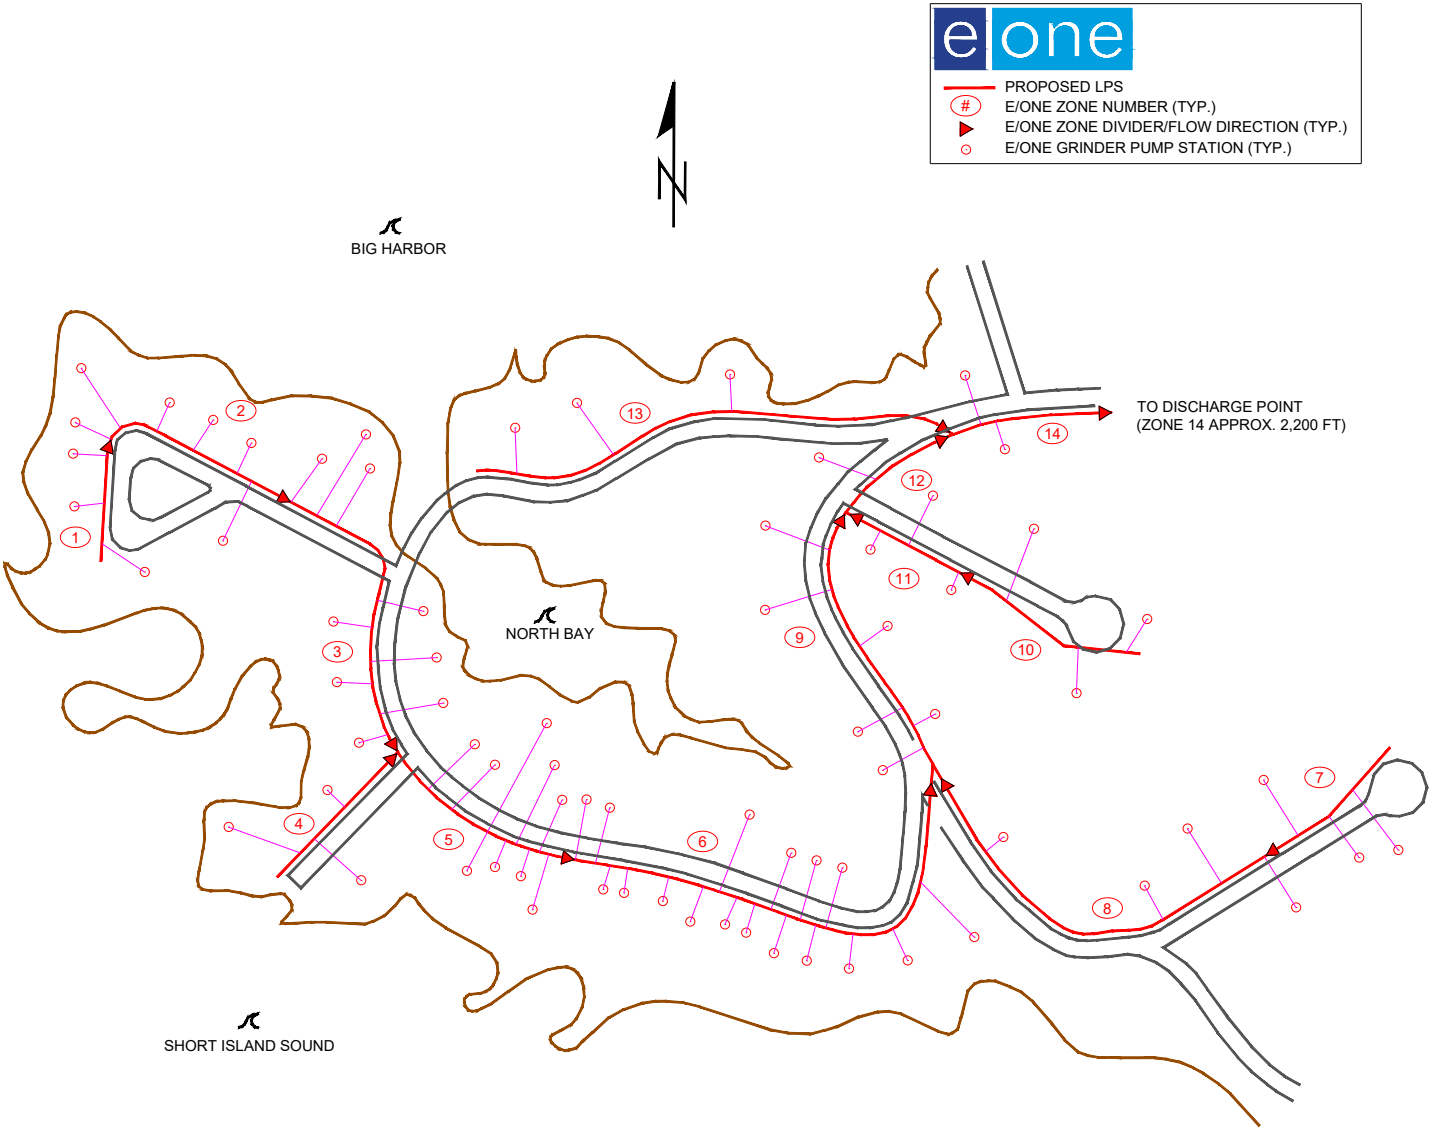 e one
PROPOSED LPS
# E/ONE ZONE NUMBER (TYP.)
E/ONE ZONE DIVIDER/FLOW DIRECTION (TYP.)
E/ONE GRINDER PUMP STATION (TYP.)
N
BIG HARBOR
TO DISCHARGE POINT
(ZONE 14 APPROX. 2,200 FT)
2
13
14
12
1
11
NORTH BAY
9
3
10
7
4
5
6
8
SHORT ISLAND SOUND